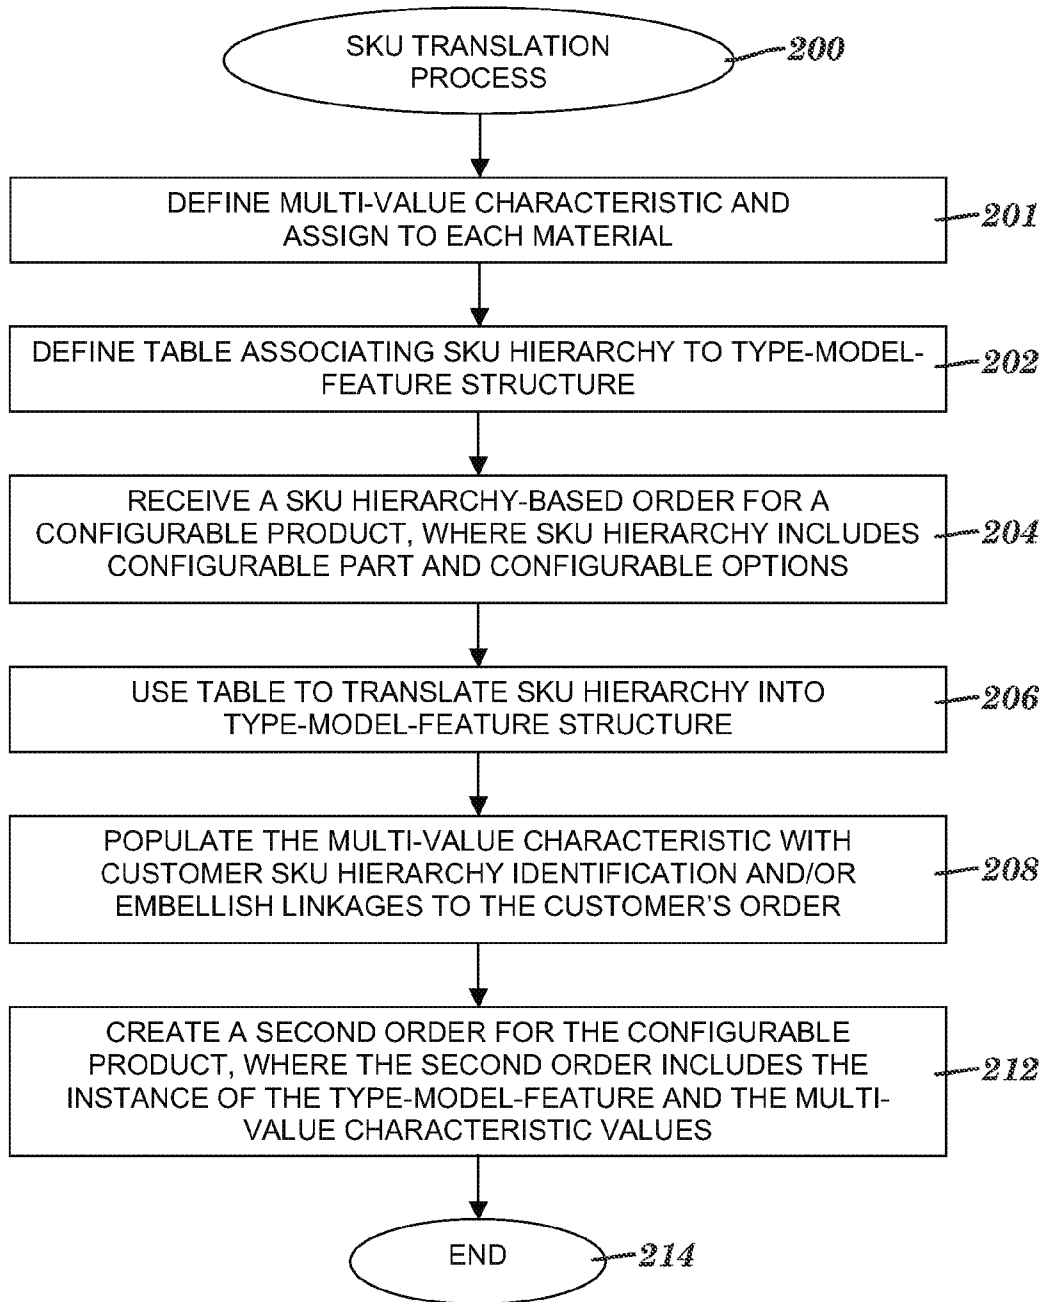 SKU TRANSLATION
PROCESS
200
DEFINE MULTI-VALUE CHARACTERISTIC AND
ASSIGN TO EACH MATERIAL
201
DEFINE TABLE ASSOCIATING SKU HIERARCHY TO TYPE-MODEL-
FEATURE STRUCTURE
202
RECEIVE A SKU HIERARCHY-BASED ORDER FOR A
CONFIGURABLE PRODUCT, WHERE SKU HIERARCHY INCLUDES
CONFIGURABLE PART AND CONFIGURABLE OPTIONS
204
USE TABLE TO TRANSLATE SKU HIERARCHY INTO
TYPE-MODEL-FEATURE STRUCTURE
206
POPULATE THE MULTI-VALUE CHARACTERISTIC WITH
CUSTOMER SKU HIERARCHY IDENTIFICATION AND/OR
EMBELLISH LINKAGES TO THE CUSTOMER'S ORDER
208
CREATE A SECOND ORDER FOR THE CONFIGURABLE
PRODUCT, WHERE THE SECOND ORDER INCLUDES THE
INSTANCE OF THE TYPE-MODEL-FEATURE AND THE MULTI-
VALUE CHARACTERISTIC VALUES
212
END
214